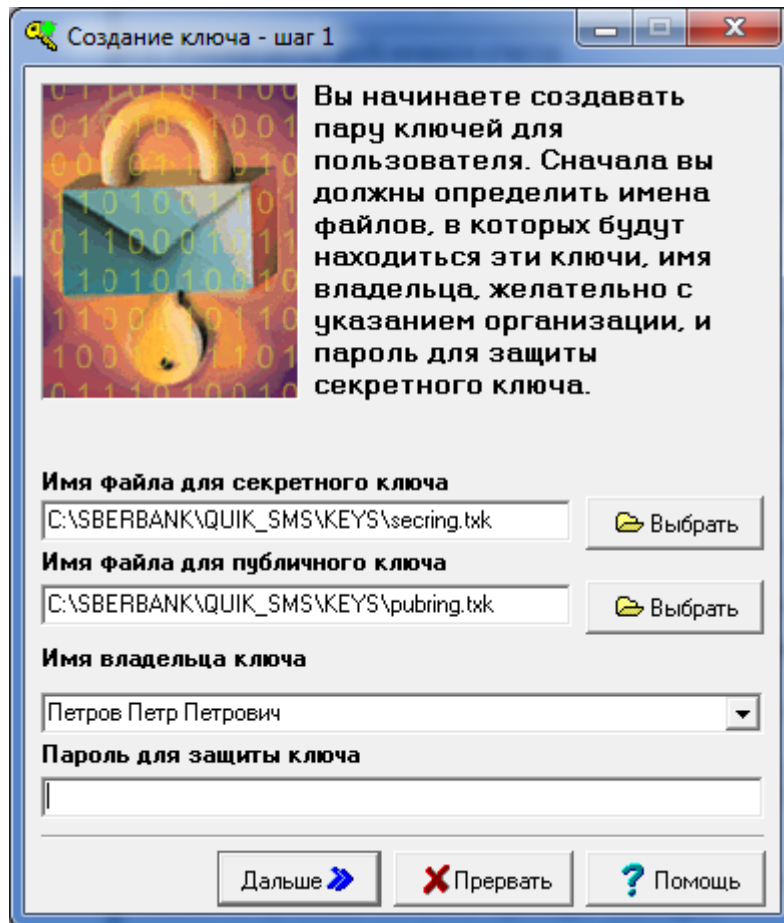 Создание ключа - шаг 1
Вы начинаете создавать
пару ключей для
пользователя. Сначала вы
должны определить имена
файлов, в которых будут
находиться эти ключи, имя
владельца, желательно с
указанием организации, и
пароль для защиты
секретного ключа.
Имя файла для секретного ключа
C:\SBERBANK\QUIK_SMS\KEYS\secring.txk
Выбрать
Имя файла для публичного ключа
C:\SBERBANK\QUIK_SMS\KEYS\pubring.txk
Выбрать
Имя владельца ключа
Петров Петр Петрович
Пароль для защиты ключа
Дальше
Прервать
Помощь